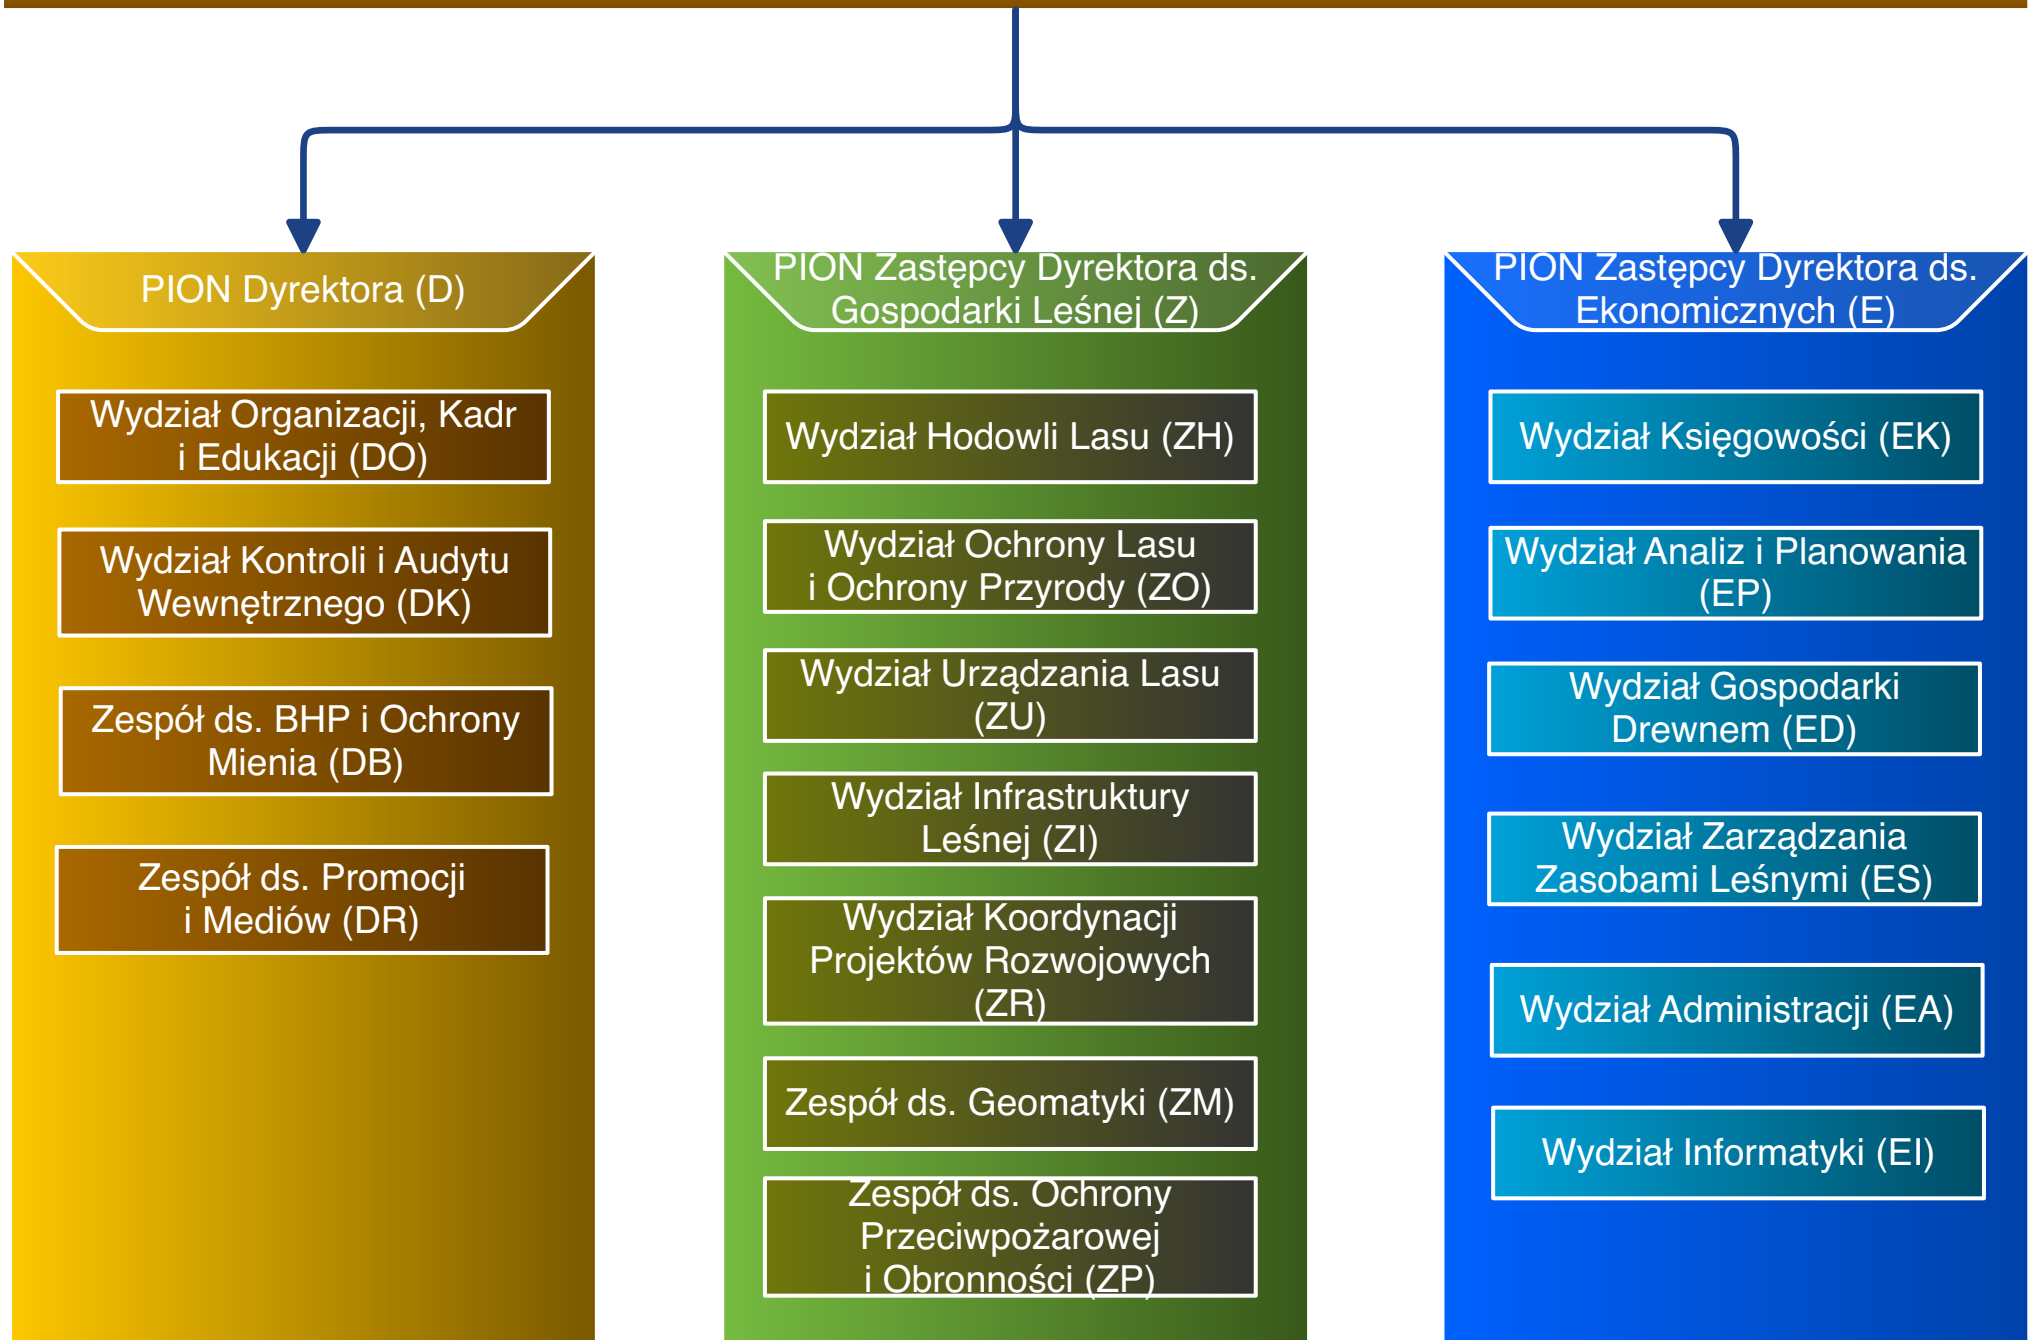 PION Dyrektora (D)
Wydział Organizacji, Kadr
i Edukacji (DO)
Wydział Kontroli i Audytu
Wewnętrznego (DK)
Zespół ds. BHP i Ochrony
Mienia (DB)
Zespół ds. Promocji
i Mediów (DR)
PION Zastępcy Dyrektora ds.
Gospodarki Leśnej (Z)
Wydział Hodowli Lasu (ZH)
Wydział Ochrony Lasu
i Ochrony Przyrody (ZO)
Wydział Urządzania Lasu
(ZU)
Wydział Infrastruktury
Leśnej (ZI)
Wydział Koordynacji
Projektów Rozwojowych
(ZR)
Zespół ds. Geomatyki (ZM)
Zespół ds. Ochrony
Przeciwpożarowej
i Obronności (ZP)
PION Zastępcy Dyrektora ds.
Ekonomicznych (E)
Wydział Księgowości (EK)
Wydział Analiz i Planowania
(EP)
Wydział Gospodarki
Drewnem (ED)
Wydział Zarządzania
Zasobami Leśnymi (ES)
Wydział Administracji (EA)
Wydział Informatyki (EI)